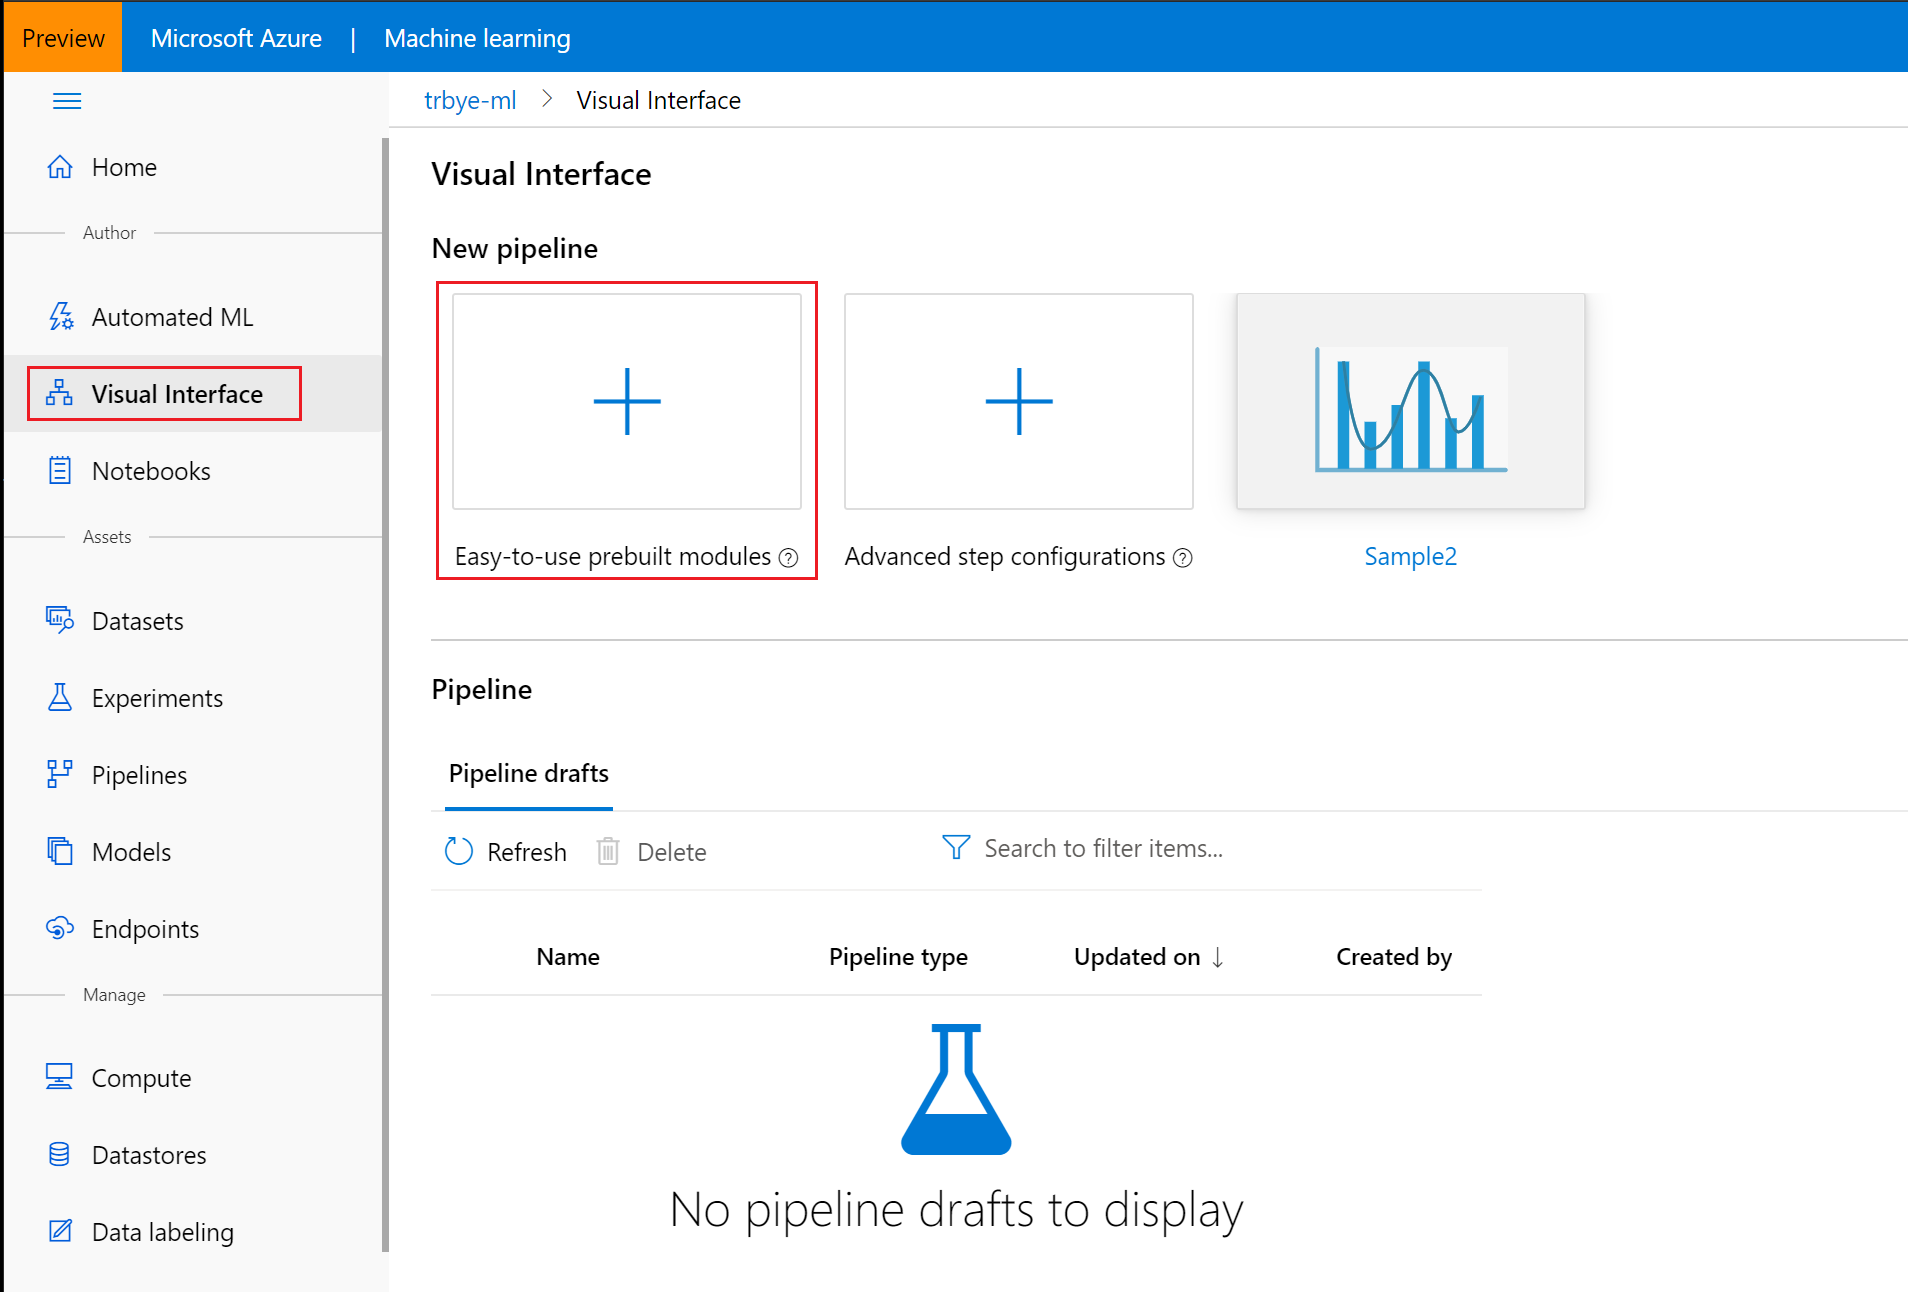 Preview Microsoft Azure | Machine learning
trbye-ml > Visual Interface
Home
Author
Automated ML
Visual Interface
Notebooks
Assets
Datasets
Experiments
Pipelines
Models
Endpoints
Manage
Compute
Datastores
Data labeling
Visual Interface
New pipeline
Easy-to-use prebuilt modules ?
Advanced step configurations ?
Sample2
Pipeline
Pipeline drafts
Refresh Delete Search to filter items...
Name Pipeline type Updated on ↓ Created by
No pipeline drafts to display